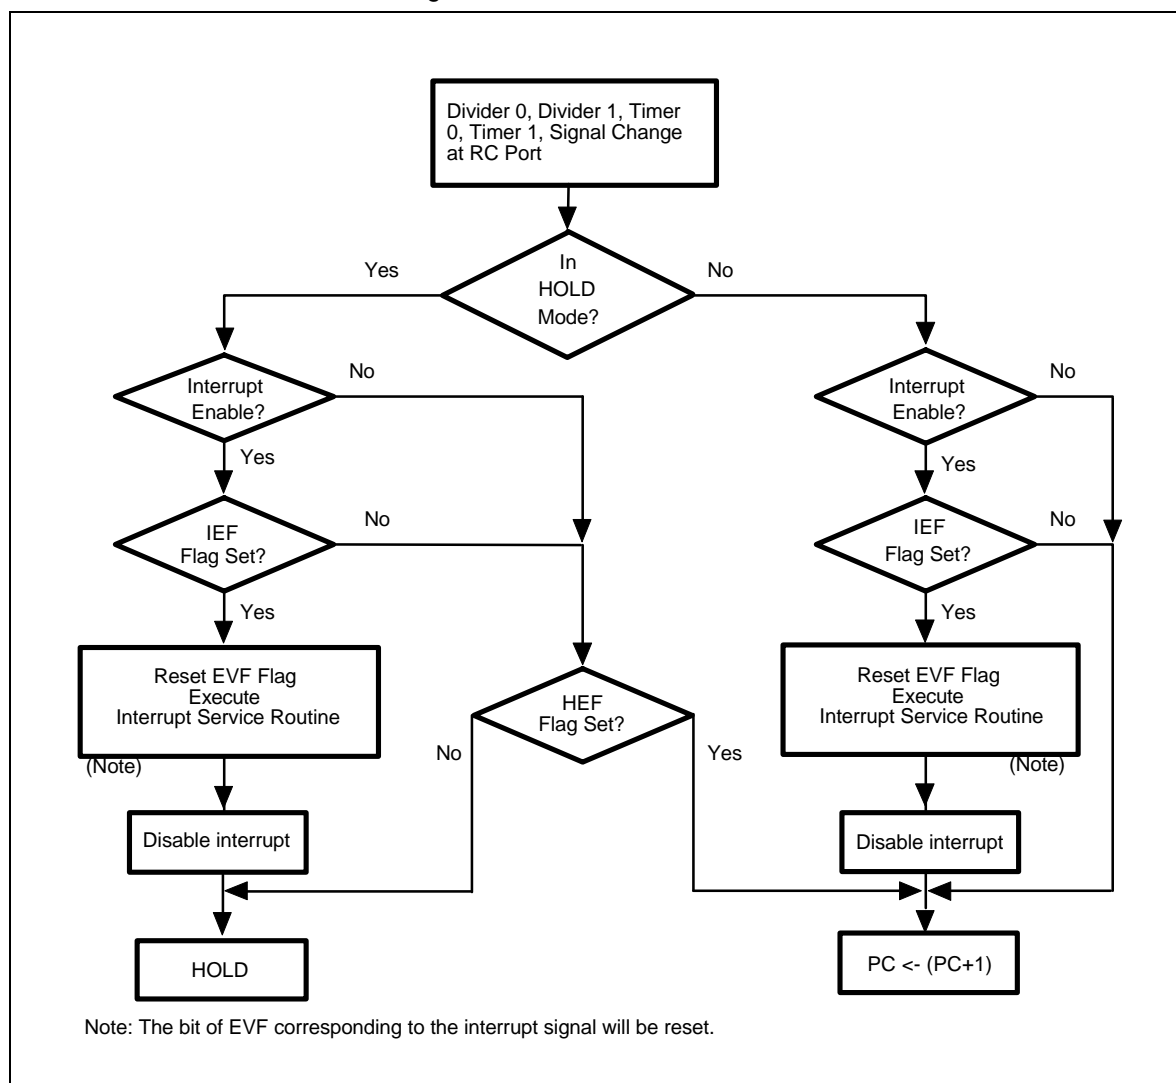 Divider 0, Divider 1, Timer
0, Timer 1, Signal Change
at RC Port
In
HOLD
Mode?
Yes
No
Interrupt
Enable?
No
Interrupt
Enable?
No
Yes
Yes
IEF
Flag Set?
No
IEF
Flag Set?
No
Yes
Yes
Reset EVF Flag
Execute
Interrupt Service Routine
(Note)
HEF
Flag Set?
No
Yes
Reset EVF Flag
Execute
Interrupt Service Routine
(Note)
Disable interrupt
Disable interrupt
HOLD
PC <- (PC+1)
Note: The bit of EVF corresponding to the interrupt signal will be reset.